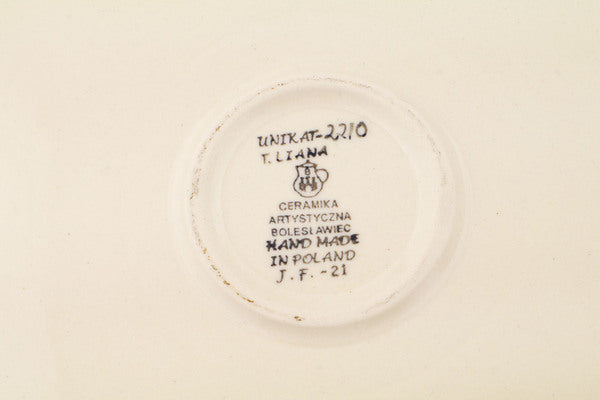 UNIKAT-2210
T. LIANA
CERAMIKA
ARTYSTYCZNA
BOLESŁAWIEC
HAND MADE
IN POLAND
J. F. -21